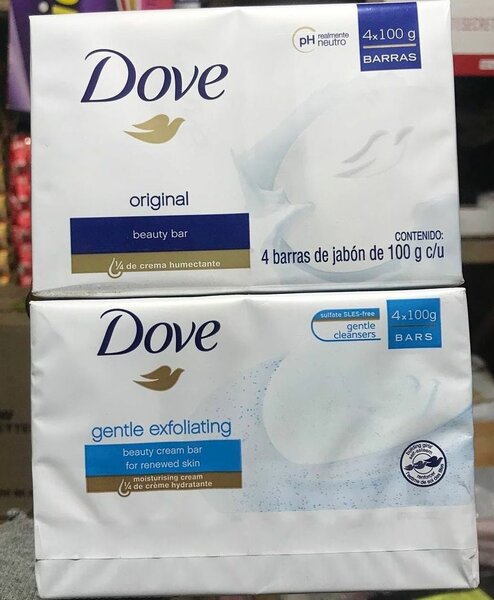 Dove
pH realmente
neutro
4x100 g
BARRAS
original
beauty bar
¼ de crema humectante
CONTENIDO:
4 barras de jabón de 100 g c/u
Dove
sulfate SLES-free
gentle
cleansers
4x100g
BARS
gentle exfoliating
beauty cream bar
for renewed skin
moisturising cream
¼ de crème hydratante